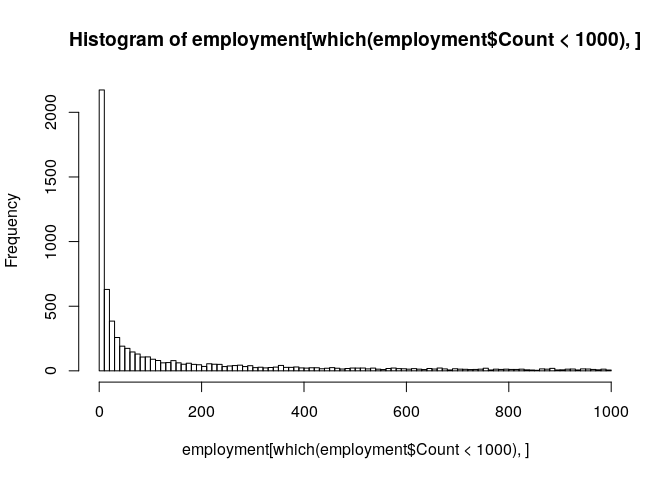 Histogram of employment[which(employment$Count < 1000), ]
Frequency
2000
1500
1000
500
0
0 200 400 600 800 1000
employment[which(employment$Count < 1000), ]